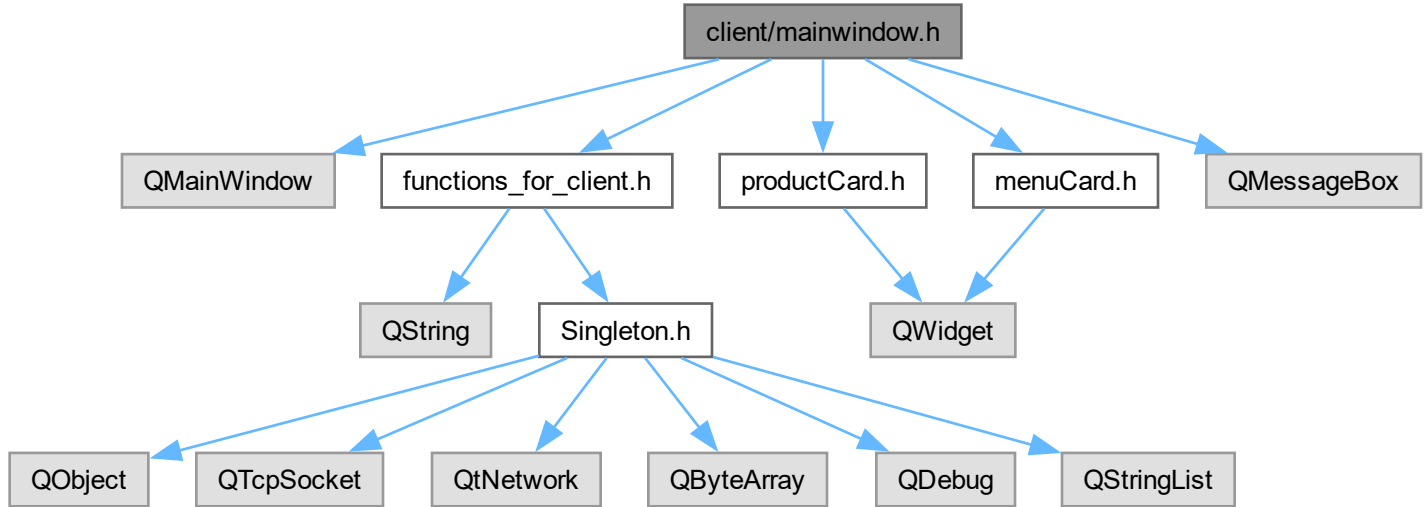 client/mainwindow.h
QMainWindow
functions_for_client.h
productCard.h
menuCard.h
QMessageBox
QString
Singleton.h
QWidget
QObject
QTcpSocket
QtNetwork
QByteArray
QDebug
QStringList